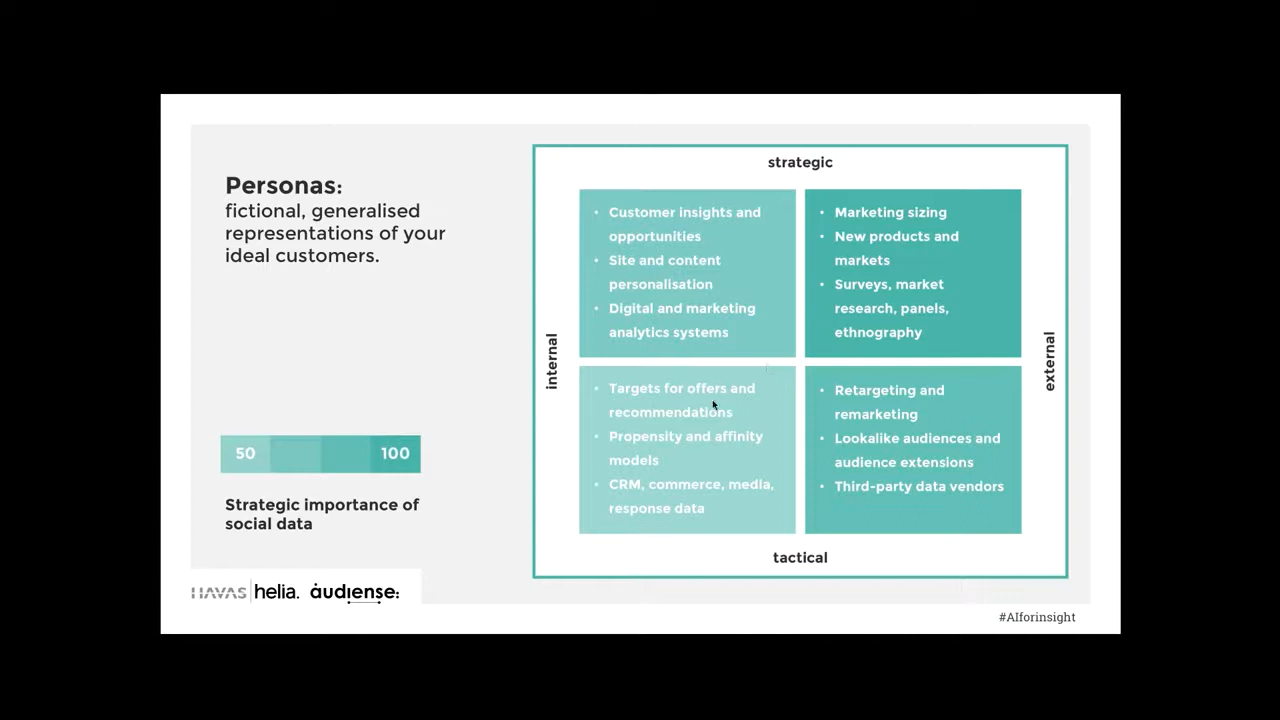 Personas:
fictional, generalised
representations of your
ideal customers.
50
100
Strategic importance of
social data
HAVAS helia. audiense:
strategic
internal
• Customer insights and
opportunities
• Site and content
personalisation
• Digital and marketing
analytics systems
• Marketing sizing
• New products and
markets
• Surveys, market
research, panels,
ethnography
external
• Targets for offers and
recommendations
• Propensity and affinity
models
• CRM, commerce, media,
response data
• Retargeting and
remarketing
• Lookalike audiences and
audience extensions
• Third-party data vendors
tactical
#AIforinsight